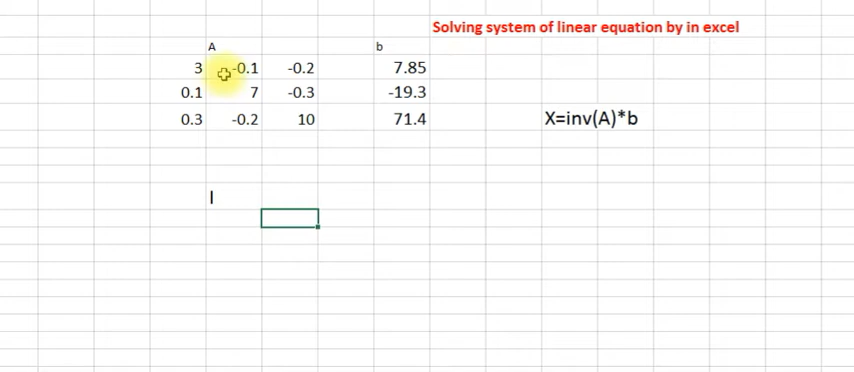 Solving system of linear equation by in excel
A b
3 -0.1 -0.2 7.85
0.1 7 -0.3 -19.3
0.3 -0.2 10 71.4 X=inv(A)*b
I